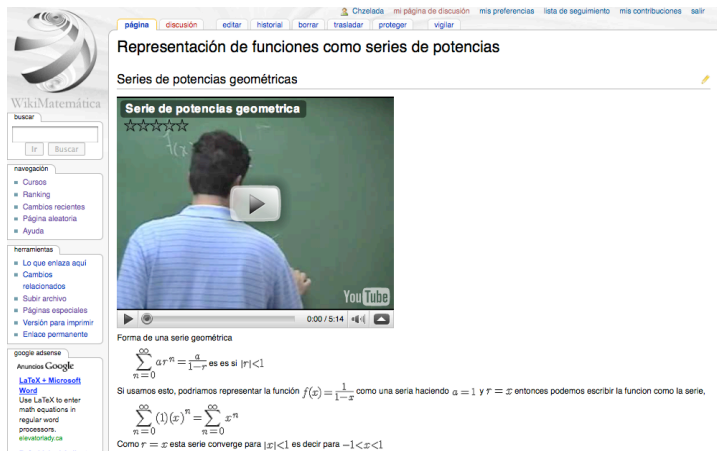 Chzelada mi página de discusión mis preferencias lista de seguimiento mis contribuciones salir
página discusión editar historial borrar trasladar proteger vigilar
Representación de funciones como series de potencias
Series de potencias geométricas
WikiMatemática
buscar
Ir Buscar
navegación
Cursos
Ranking
Cambios recientes
Página aleatoria
Ayuda
herramientas
Lo que enlaza aquí
Cambios
relacionados
Subir archivo
Páginas especiales
Versión para imprimir
Enlace permanente
google adsense
Anuncios Google
LaTeX + Microsoft
Word
Use LaTeX to enter
math equations in
regular word
processors.
elevatorlady.ca
Serie de potencias geometrica
f(x)
YouTube
0:00 / 5:14
Forma de una serie geométrica
∑_{n=0}^{∞} ar^n = a/(1−r) es es si |r|<1
Si usamos esto, podriamos representar la función f(x) = 1/(1−x) como una seria haciendo a = 1 y r = x entonces podemos escribir la funcion como la serie,
∑_{n=0}^{∞} (1)(x)^n = ∑_{n=0}^{∞} x^n
Como r = x esta serie converge para |x|<1 es decir para −1<x<1